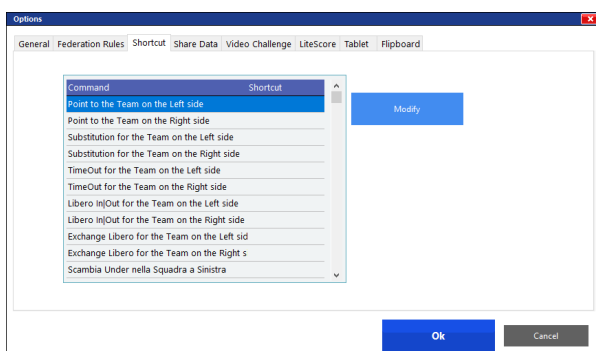 Options
General Federation Rules Shortcut Share Data Video Challenge LiteScore Tablet Flipboard
Command Shortcut
Point to the Team on the Left side
Modify
Point to the Team on the Right side
Substitution for the Team on the Left side
Substitution for the Team on the Right side
TimeOut for the Team on the Left side
TimeOut for the Team on the Right side
Libero In|Out for the Team on the Left side
Libero In|Out for the Team on the Right side
Exchange Libero for the Team on the Left sid
Exchange Libero for the Team on the Right s
Scambia Under nella Squadra a Sinistra
Ok Cancel